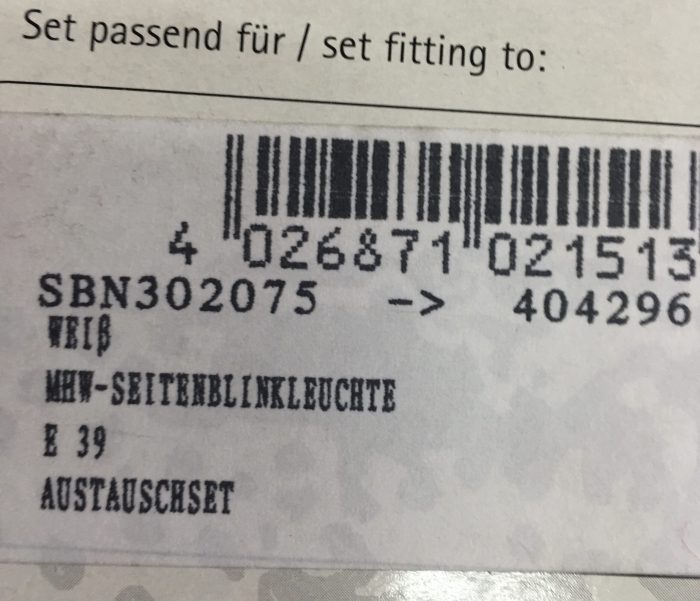 Set passend für / set fitting to:
4 026871 021513
SBN302075 -> 404296
WEIß
MHW-SEITENBLINKLEUCHTE
E 39
AUSTAUSCHSET